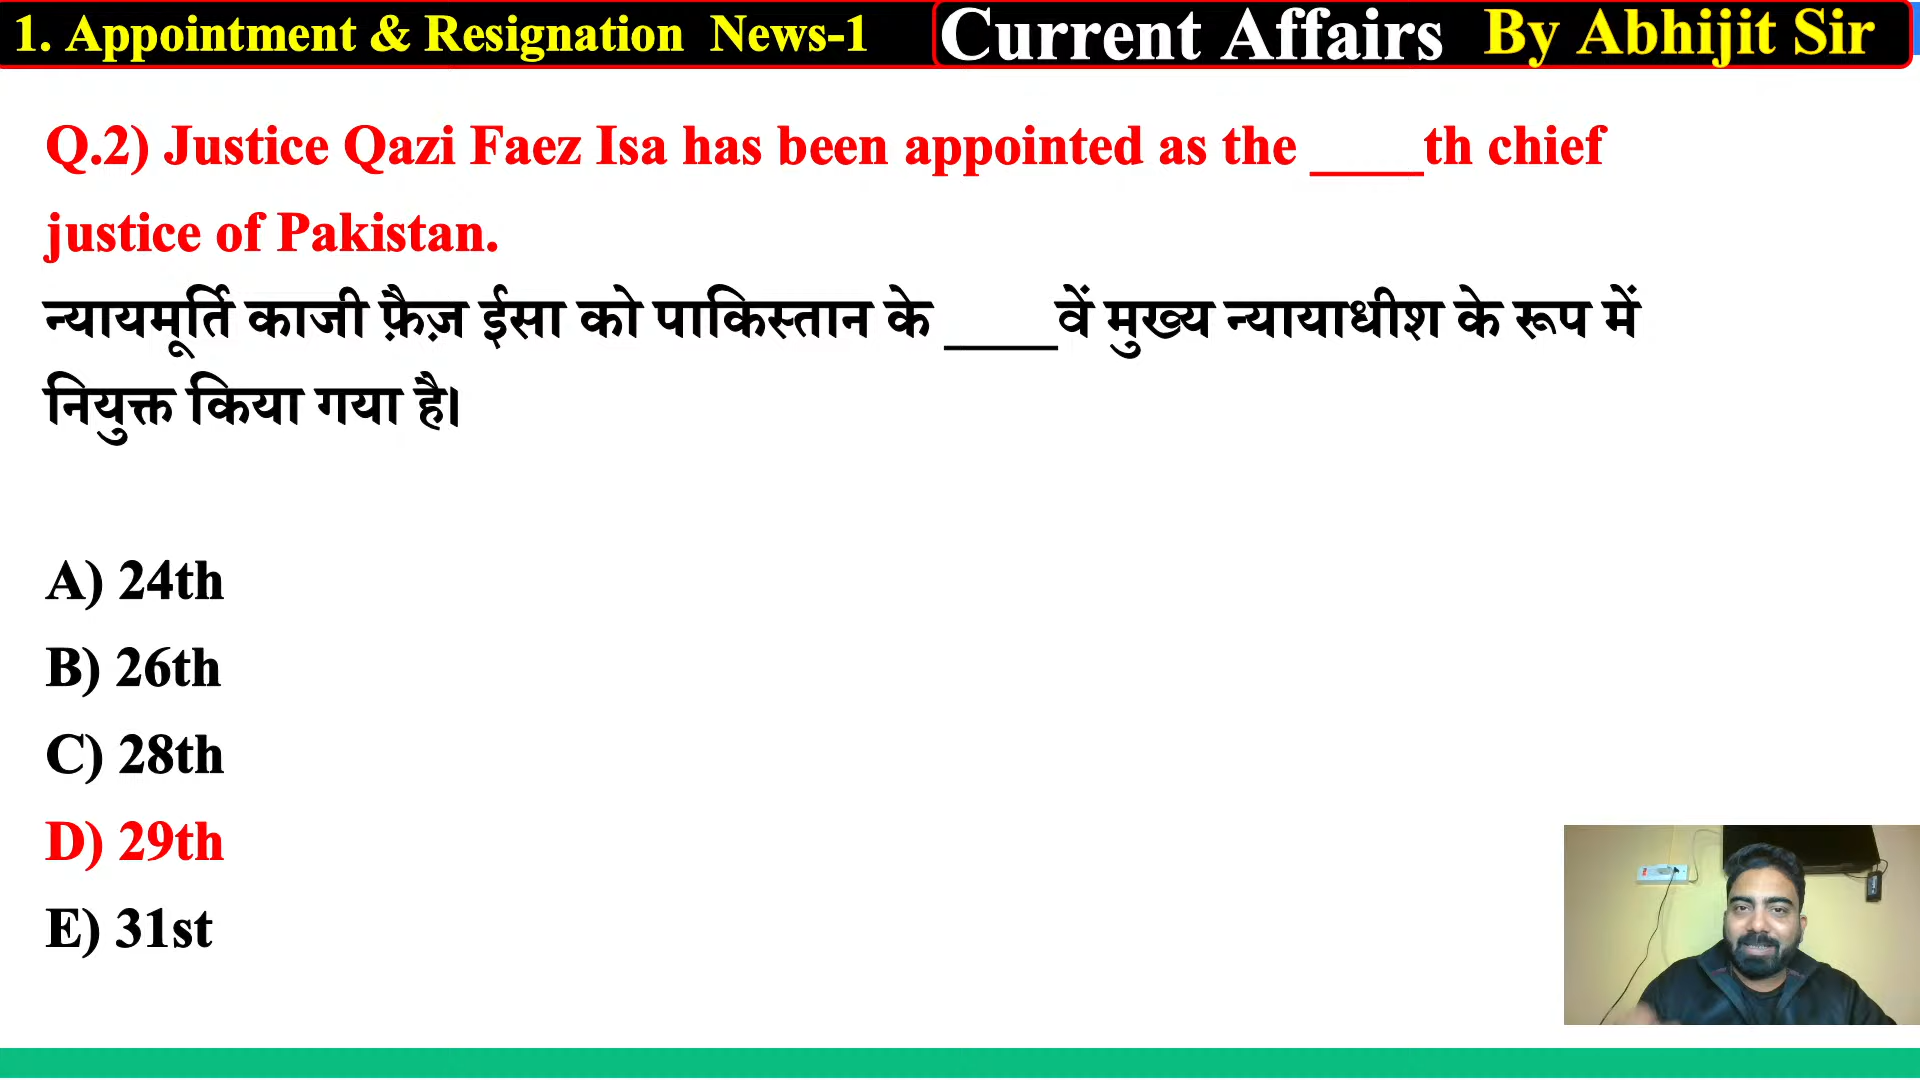 1. Appointment & Resignation News-1 Current Affairs By Abhijit Sir
Q.2) Justice Qazi Faez Isa has been appointed as the ____th chief
justice of Pakistan.
न्यायमूर्ति काजी फ़ैज़ ईसा को पाकिस्तान के ____वें मुख्य न्यायाधीश के रूप में
नियुक्त किया गया है।
A) 24th
B) 26th
C) 28th
D) 29th
E) 31st